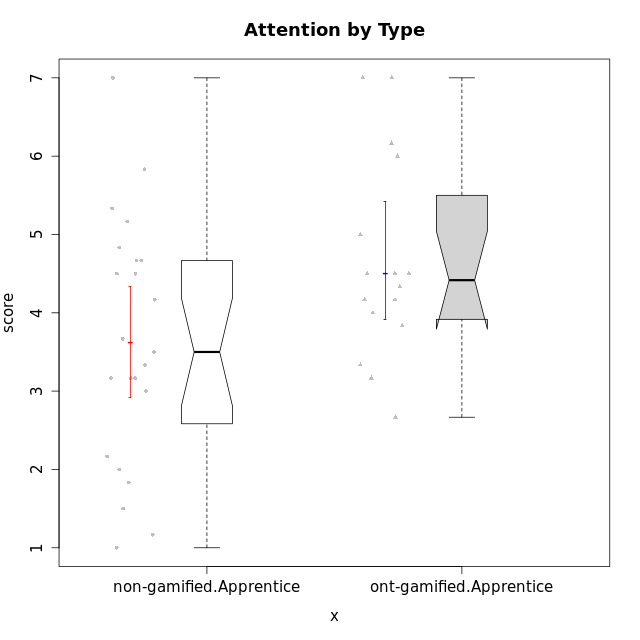 Attention by Type
7
6
5
4
3
2
1
score
non-gamified.Apprentice
ont-gamified.Apprentice
x